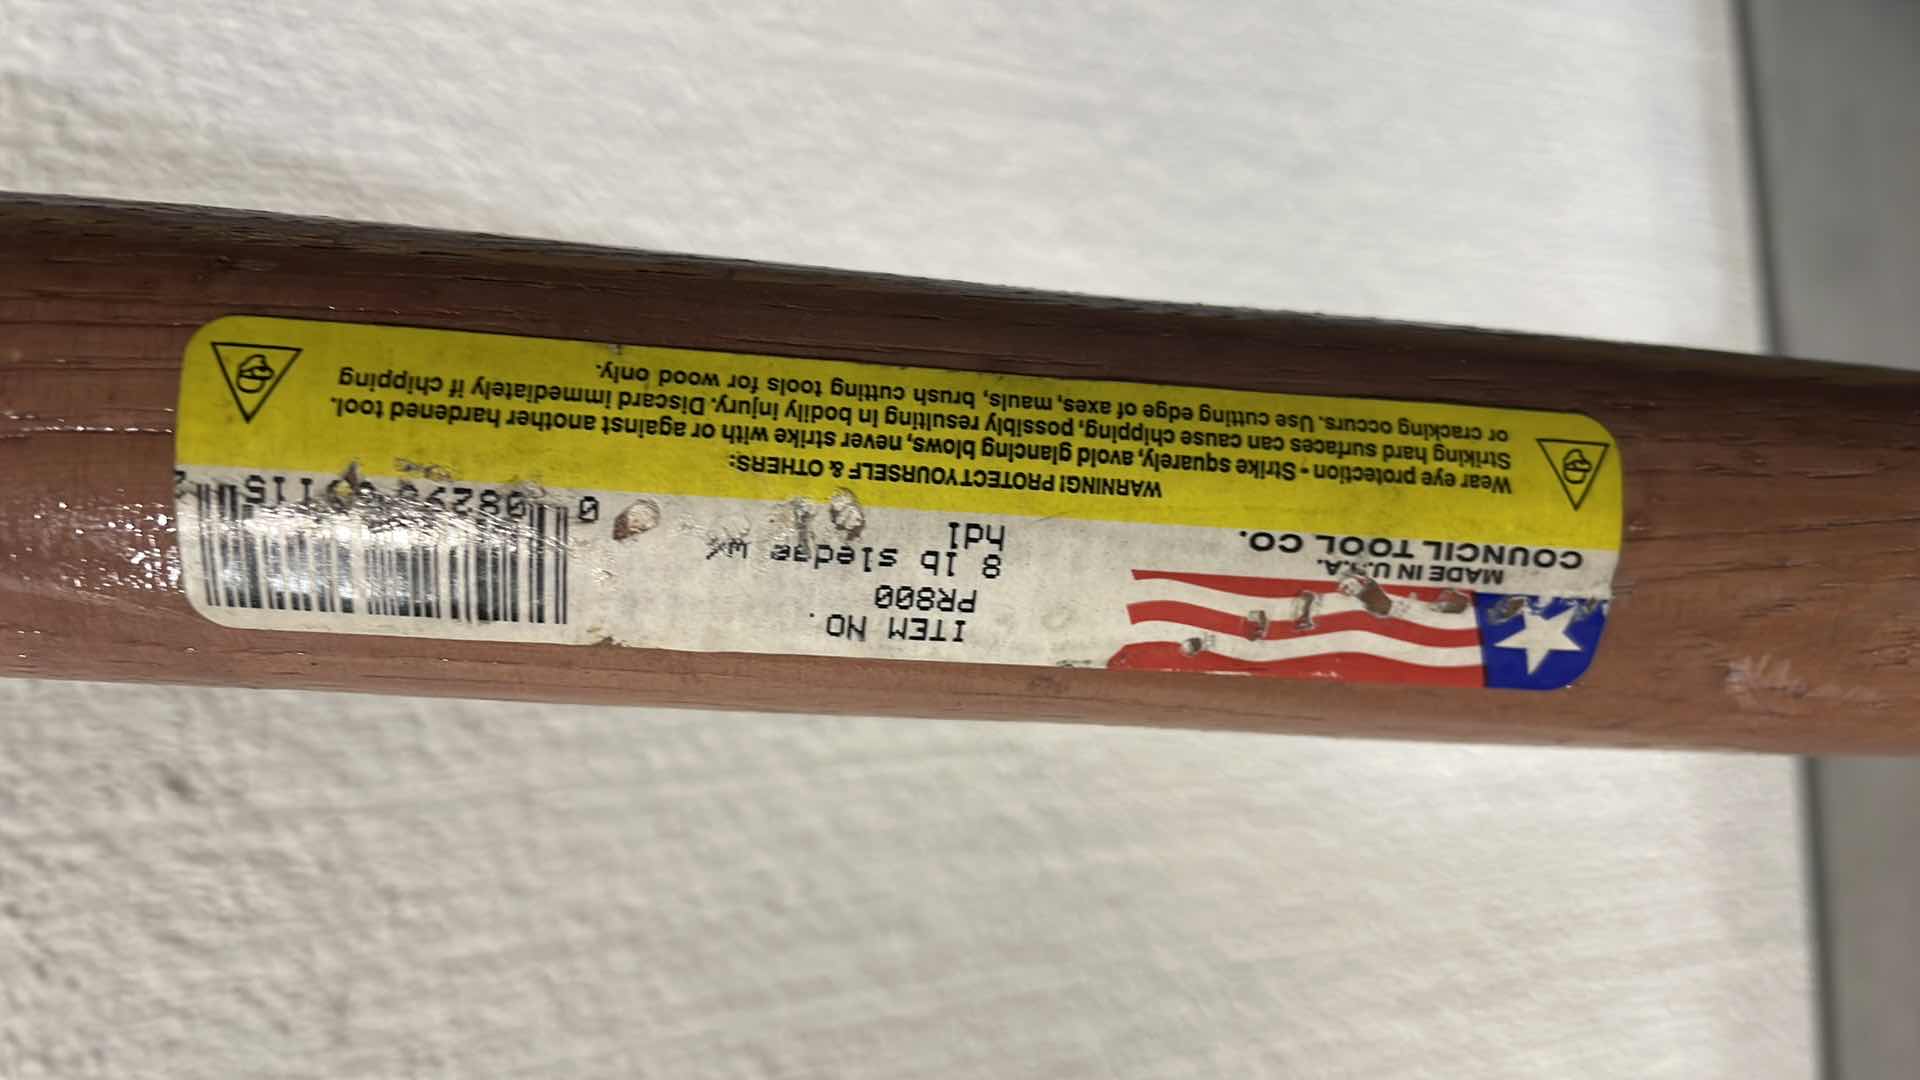 MADE IN U.S.A.
COUNCIL TOOL CO.
ITEM NO.
PR800
8 lb sledge w/
hdl
0
WARNING! PROTECT YOURSELF & OTHERS:
Wear eye protection • Strike squarely, avoid glancing blows, never strike with or against another hardened tool.
Striking hard surfaces can cause chipping, possibly resulting in bodily injury. Discard immediately if chipping
or cracking occurs. Use cutting edge of axes, mauls, brush cutting tools for wood only.